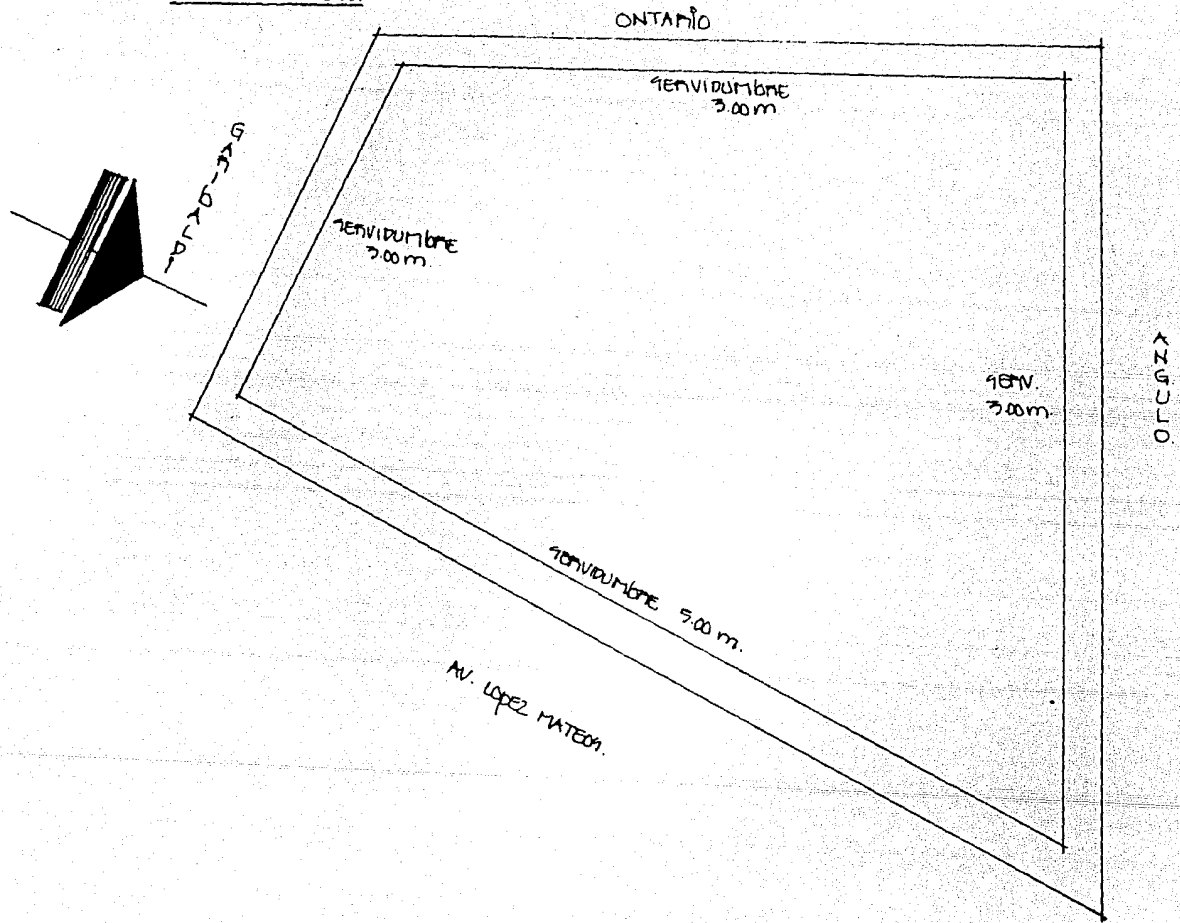 ONTARIO
SERVIDUMBRE
3.00 m.
GARIBALDI
SERVIDUMBRE
3.00 m.
ANGULO
SERV.
3.00 m.
SERVIDUMBRE 5.00 m.
AV. LOPEZ MATEOS.